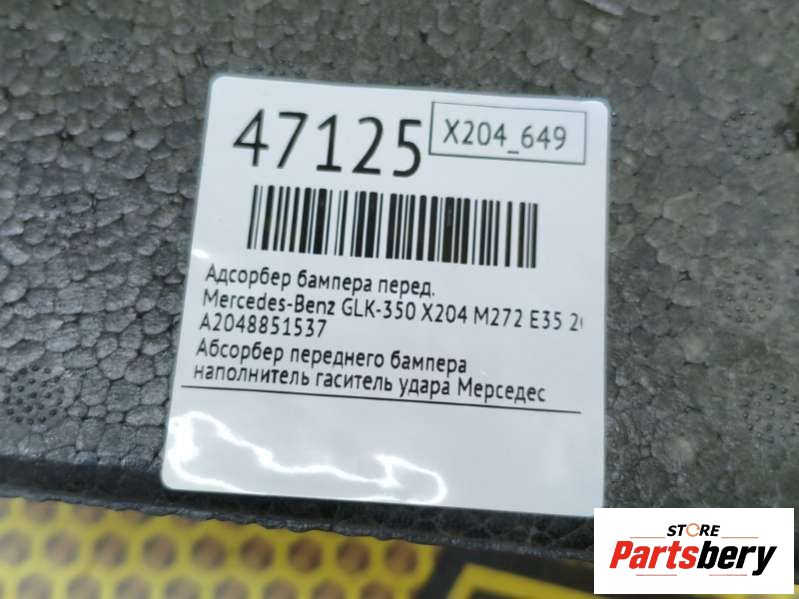 47125
X204_649
Адсорбер бампера перед.
Mercedes-Benz GLK-350 X204 M272 E35
A2048851537
Абсорбер переднего бампера
наполнитель гаситель удара Мерседес
STORE
Partsbery